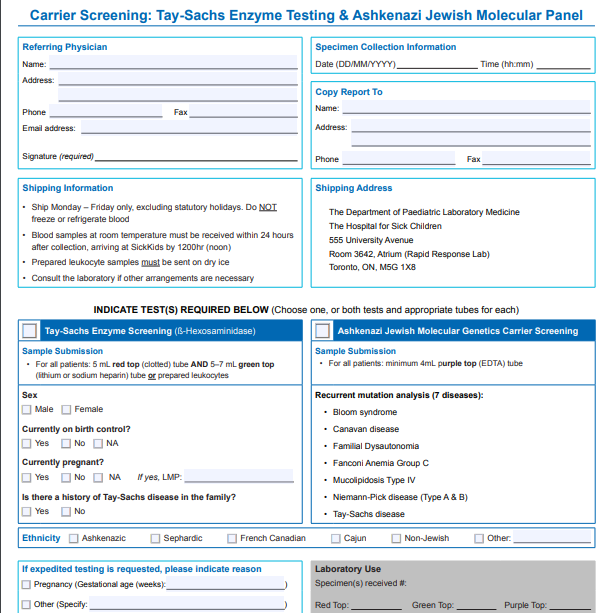 Carrier Screening: Tay-Sachs Enzyme Testing & Ashkenazi Jewish Molecular Panel
Referring Physician
Name:
Address:
Phone Fax
Email address:
Signature (required)
Specimen Collection Information
Date (DD/MM/YYYY) Time (hh:mm)
Copy Report To
Name:
Address:
Phone Fax
Shipping Information
• Ship Monday – Friday only, excluding statutory holidays. Do NOT
freeze or refrigerate blood
• Blood samples at room temperature must be received within 24 hours
after collection, arriving at SickKids by 1200hr (noon)
• Prepared leukocyte samples must be sent on dry ice
• Consult the laboratory if other arrangements are necessary
Shipping Address
The Department of Paediatric Laboratory Medicine
The Hospital for Sick Children
555 University Avenue
Room 3642, Atrium (Rapid Response Lab)
Toronto, ON, M5G 1X8
INDICATE TEST(S) REQUIRED BELOW (Choose one, or both tests and appropriate tubes for each)
Tay-Sachs Enzyme Screening (ß-Hexosaminidase)
Sample Submission
• For all patients: 5 mL red top (clotted) tube AND 5–7 mL green top
(lithium or sodium heparin) tube or prepared leukocytes
Sex
Male Female
Currently on birth control?
Yes No NA
Currently pregnant?
Yes No NA If yes, LMP:
Is there a history of Tay-Sachs disease in the family?
Yes No
Ashkenazi Jewish Molecular Genetics Carrier Screening
Sample Submission
• For all patients: minimum 4mL purple top (EDTA) tube
Recurrent mutation analysis (7 diseases):
• Bloom syndrome
• Canavan disease
• Familial Dysautonomia
• Fanconi Anemia Group C
• Mucolipidosis Type IV
• Niemann-Pick disease (Type A & B)
• Tay-Sachs disease
Ethnicity Ashkenazic Sephardic French Canadian Cajun Non-Jewish Other:
If expedited testing is requested, please indicate reason
Pregnancy (Gestational age (weeks): )
Other (Specify: )
Laboratory Use
Specimen(s) received #:
Red Top: Green Top: Purple Top: